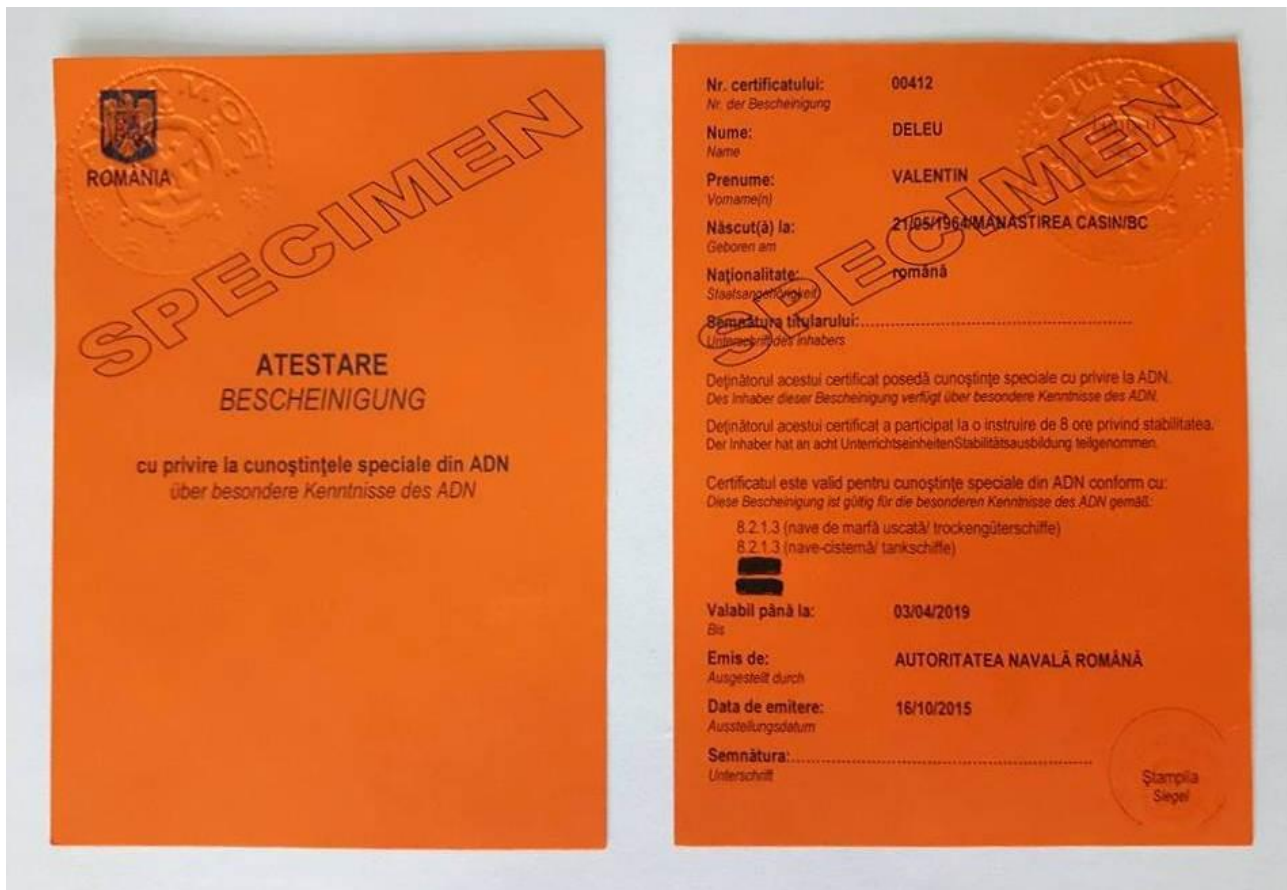 ROMÂNIA
SPECIMEN
ATESTARE
BESCHEINIGUNG
cu privire la cunoştinţele speciale din ADN
über besondere Kenntnisse des ADN
Nr. certificatului: 00412
Nr. der Bescheinigung
Nume: DELEU
Name
Prenume: VALENTIN
Vorname(n)
Născut(ă) la: 21/05/1964/MANASTIREA CASIN/BC
Geboren am
Naţionalitate: română
Staatsangehörigkeit
SPECIMEN
Semnătura titularului:
Unterschrift des Inhabers
Deţinătorul acestui certificat posedă cunoştinţe speciale cu privire la ADN.
Des Inhaber dieser Bescheinigung verfügt über besondere Kenntnisse des ADN.
Deţinătorul acestui certificat a participat la o instruire de 8 ore privind stabilitatea.
Der Inhaber hat an acht UnterrichtseinheitenStabilitätsausbildung teilgenommen.
Certificatul este valid pentru cunoştinţe speciale din ADN conform cu:
Diese Bescheinigung ist gültig für die besonderen Kenntnisse des ADN gemäß:
8.2.1.3 (nave de marfă uscată/ trockengüterschiffe)
8.2.1.3 (nave-cisternă/ tankschiffe)
Valabil până la: 03/04/2019
Bis
Emis de: AUTORITATEA NAVALĂ ROMÂNĂ
Ausgestellt durch
Data de emitere: 16/10/2015
Ausstellungsdatum
Semnătura:
Unterschrift
Ştampila
Siegel